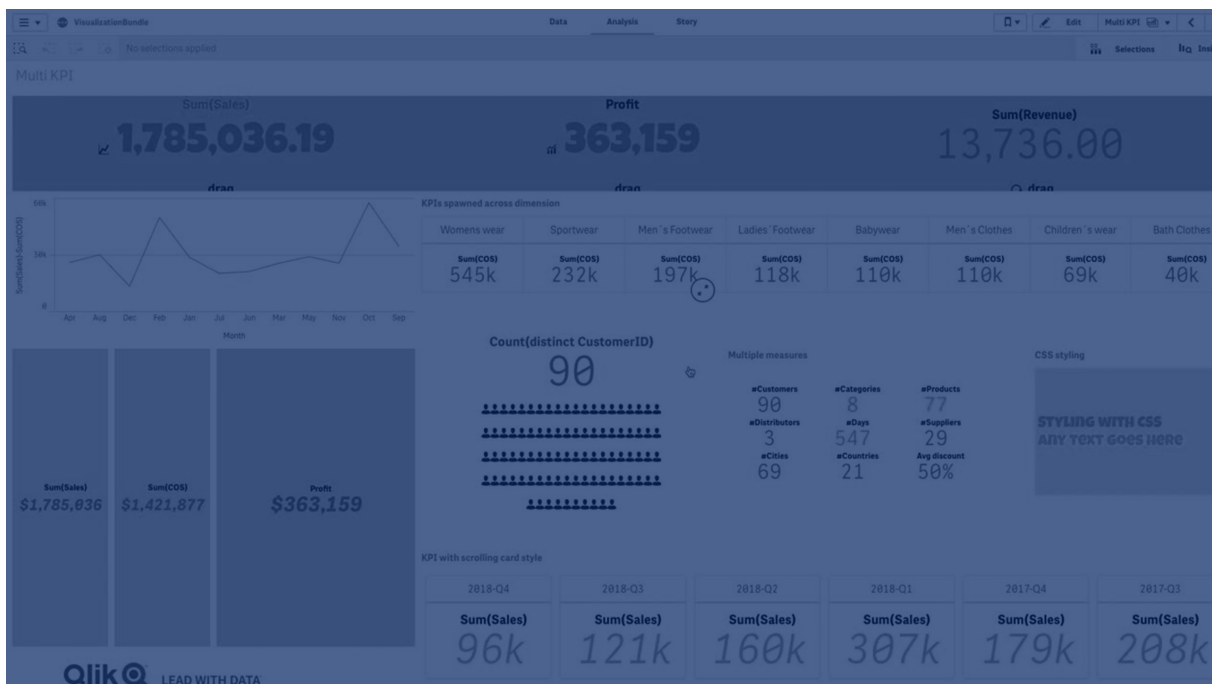 VisualizationBundle
Data Analysis Story
Edit Multi KPI
No selections applied
Selections
Multi KPI
Sum(Sales) Profit Sum(Revenue)
1,785,036.19 363,159 13,736.00
drag drag drag
Sum(Sales)-Sum(COS)
60k
30k
0
Apr Aug Dec Feb Jan Jul Jun Mar May Nov Oct Sep
Month
KPIs spawned across dimension
Womens wear Sportwear Men´s Footwear Ladies´Footwear Babywear Men´s Clothes Children´s wear Bath Clothes
Sum(COS) Sum(COS) Sum(COS) Sum(COS) Sum(COS) Sum(COS) Sum(COS) Sum(COS)
545k 232k 197k 118k 110k 110k 69k 40k
Count(distinct CustomerID)
90
Multiple measures
#Customers #Categories #Products
90 8 77
#Distributors #Days #Suppliers
3 547 29
#Cities #Countries Avg discount
69 21 50%
CSS styling
STYLING WITH CSS
ANY TEXT GOES HERE
Sum(Sales) Sum(COS) Profit
$1,785,036 $1,421,877 $363,159
KPI with scrolling card style
2018-Q4 2018-Q3 2018-Q2 2018-Q1 2017-Q4 2017-Q3
Sum(Sales) Sum(Sales) Sum(Sales) Sum(Sales) Sum(Sales) Sum(Sales)
96k 121k 160k 307k 179k 208k
Qlik LEAD WITH DATA